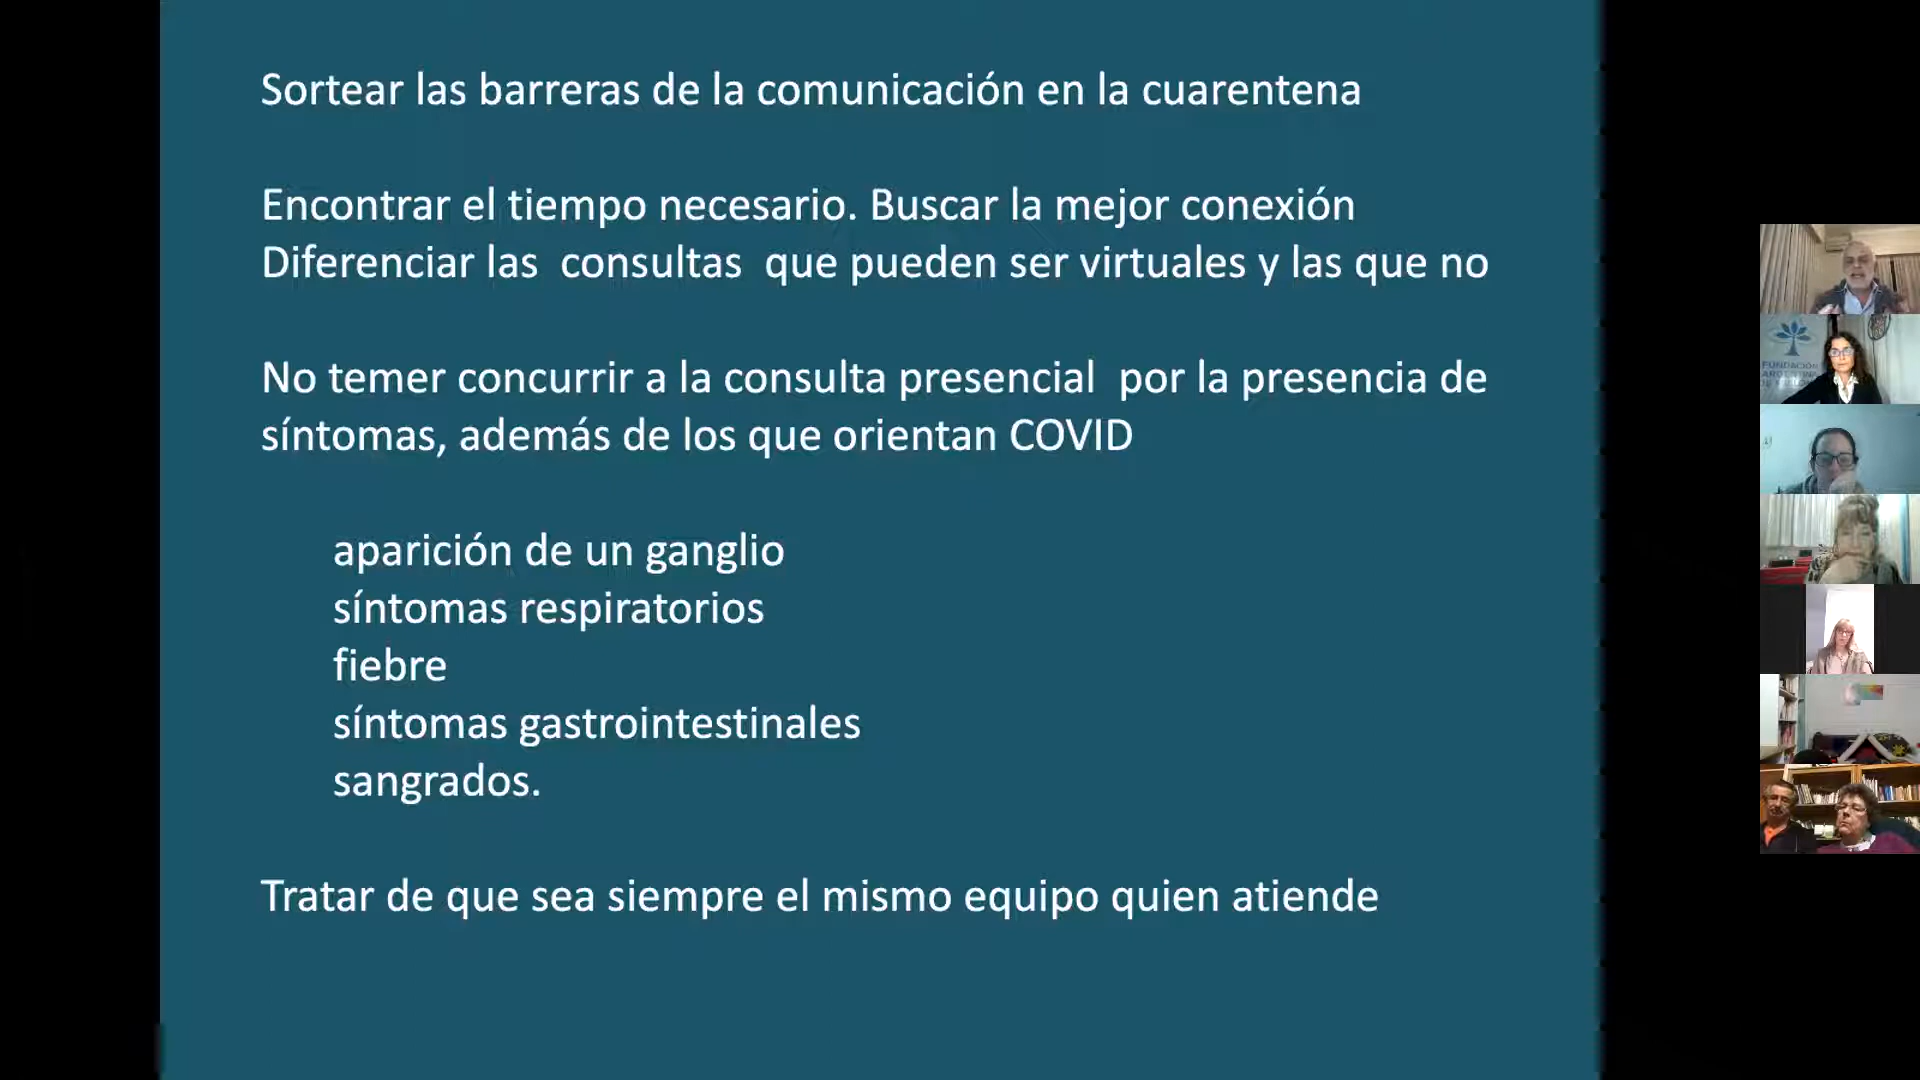 Sortear las barreras de la comunicación en la cuarentena
Encontrar el tiempo necesario. Buscar la mejor conexión
Diferenciar las consultas que pueden ser virtuales y las que no
No temer concurrir a la consulta presencial por la presencia de
síntomas, además de los que orientan COVID
aparición de un ganglio
síntomas respiratorios
fiebre
síntomas gastrointestinales
sangrados.
Tratar de que sea siempre el mismo equipo quien atiende
FUNDACIÓN